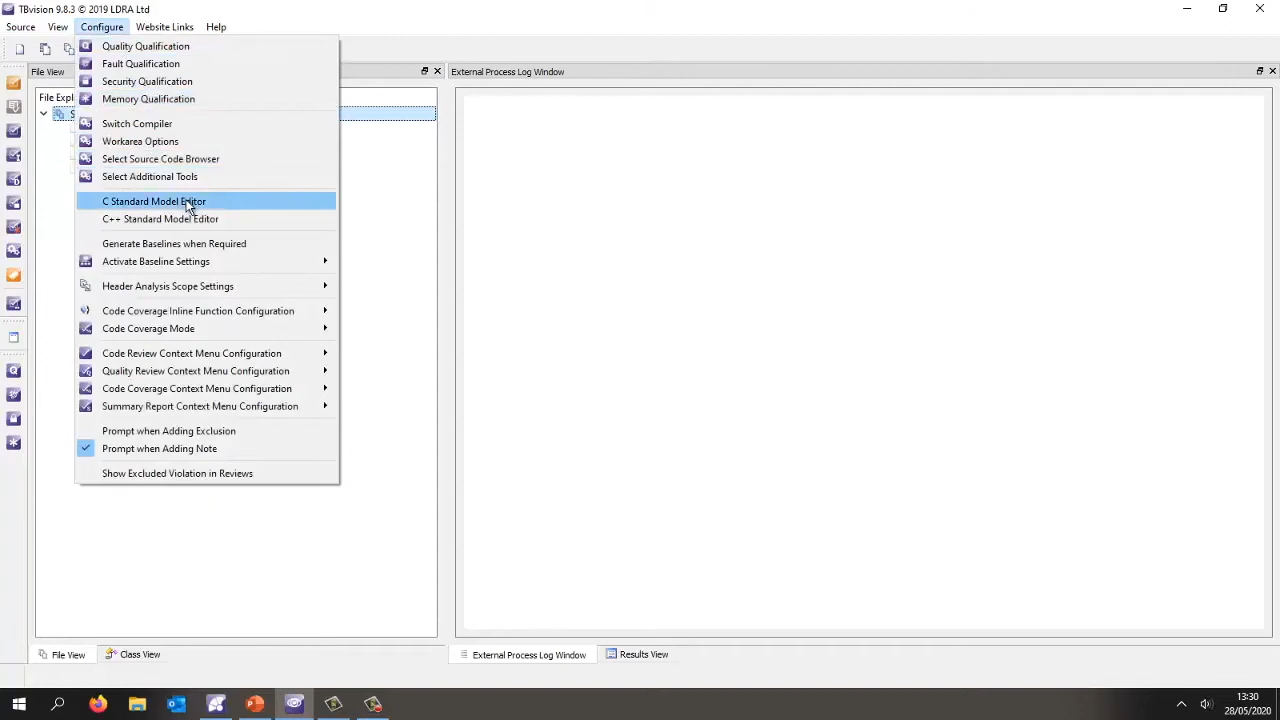 TBvision 9.8.3 © 2019 LDRA Ltd
Source View Configure Website Links Help
Quality Qualification
Fault Qualification
File View
External Process Log Window
Security Qualification
File Expl
Memory Qualification
S
Switch Compiler
Workarea Options
Select Source Code Browser
Select Additional Tools
C Standard Model Editor
C++ Standard Model Editor
Generate Baselines when Required
Activate Baseline Settings
Header Analysis Scope Settings
Code Coverage Inline Function Configuration
Code Coverage Mode
Code Review Context Menu Configuration
Quality Review Context Menu Configuration
Code Coverage Context Menu Configuration
Summary Report Context Menu Configuration
Prompt when Adding Exclusion
Prompt when Adding Note
Show Excluded Violation in Reviews
File View Class View External Process Log Window Results View
13:30
28/05/2020